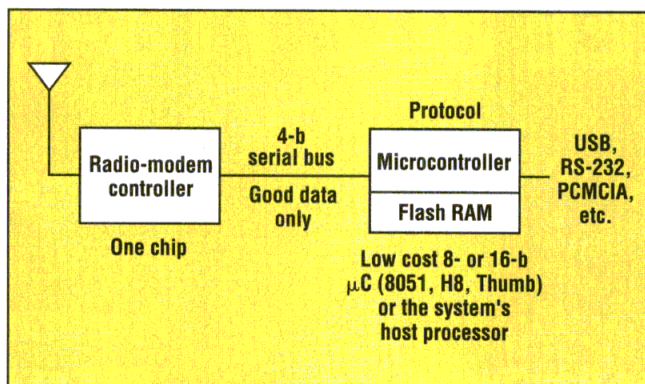 Radio-modem
controller
One chip
4-b
serial bus
Good data
only
Protocol
Microcontroller
Flash RAM
Low cost 8- or 16-b
μC (8051, H8, Thumb)
or the system's
host processor
USB,
RS-232,
PCMCIA,
etc.